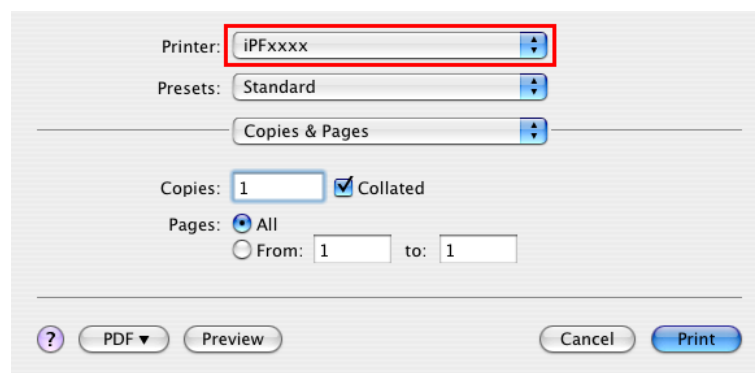 Printer: iPFxxxx
Presets: Standard
Copies & Pages
Copies: 1 Collated
Pages: All
From: 1 to: 1
? PDF ▼ Preview Cancel Print